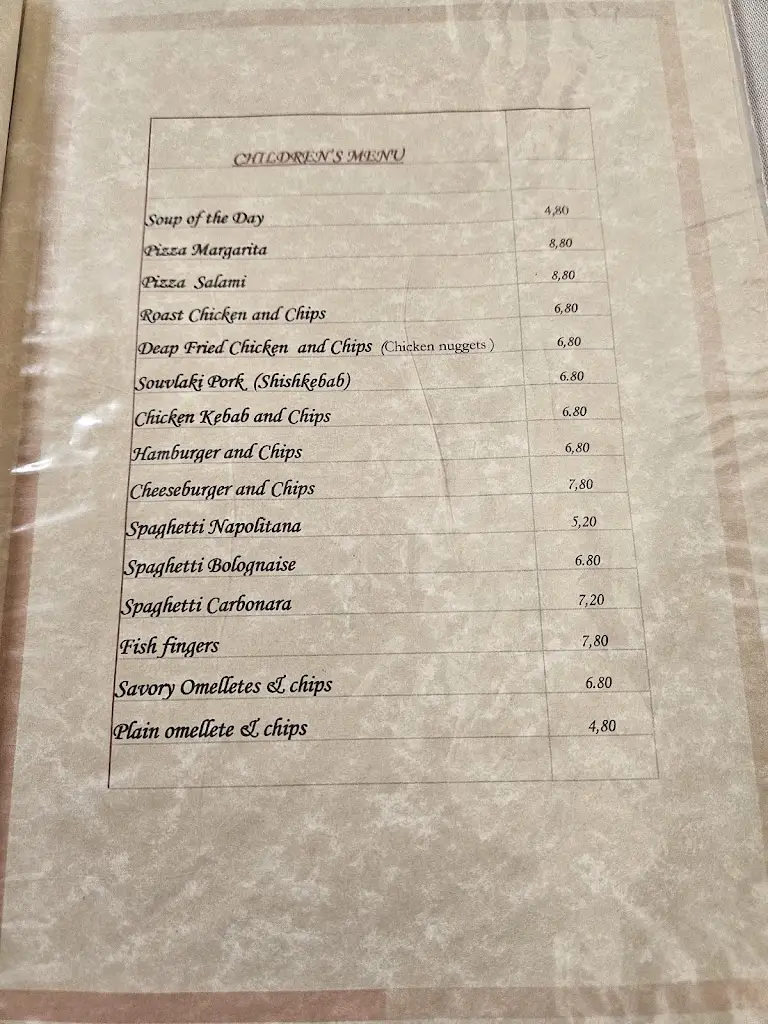 CHILDREN'S MENU
Soup of the Day 4,80
Pizza Margarita 8,80
Pizza Salami 8,80
Roast Chicken and Chips 6,80
Deap Fried Chicken and Chips (Chicken nuggets ) 6,80
Souvlaki Pork (Shishkebab) 6.80
Chicken Kebab and Chips 6.80
Hamburger and Chips 6,80
Cheeseburger and Chips 7,80
Spaghetti Napolitana 5,20
Spaghetti Bolognaise 6.80
Spaghetti Carbonara 7,20
Fish fingers 7,80
Savory Omelletes & chips 6.80
Plain omellete & chips 4,80